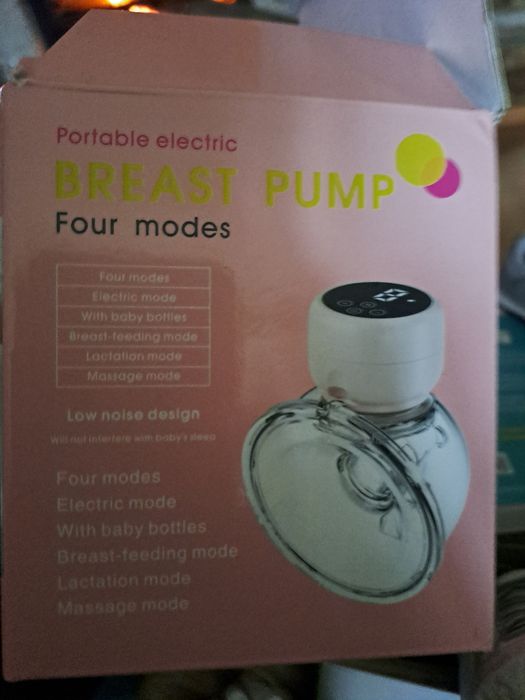 Portable electric
BREAST PUMP
Four modes
Four modes
Electric mode
With baby bottles
Breast-feeding mode
Lactation mode
Massage mode
Low noise design
Will not interfere with baby's sleep
Four modes
Electric mode
With baby bottles
Breast-feeding mode
Lactation mode
Massage mode